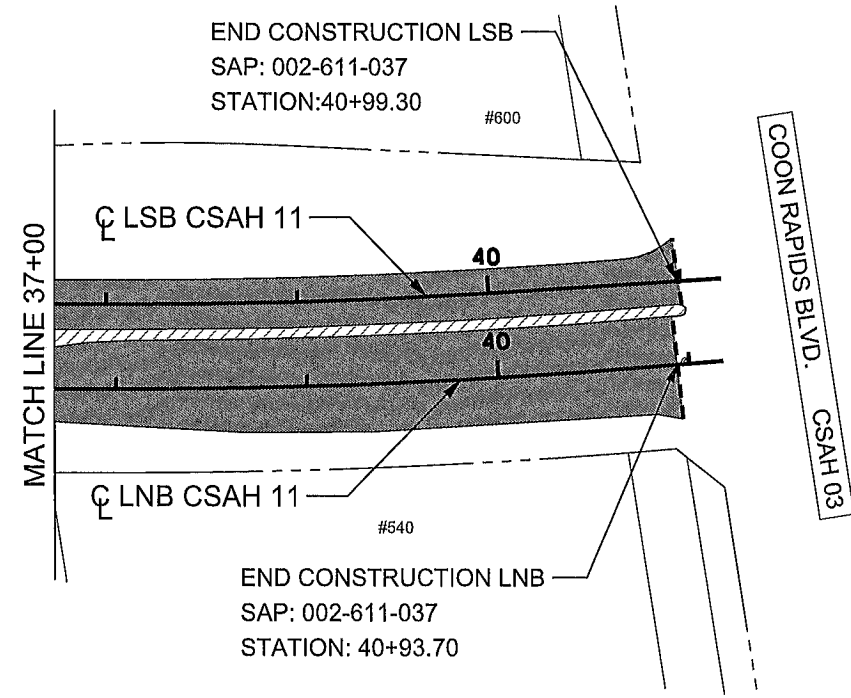 END CONSTRUCTION LSB
SAP: 002-611-037
STATION:40+99.30
#600
COON RAPIDS BLVD. CSAH 03
℄ LSB CSAH 11
MATCH LINE 37+00
40
40
℄ LNB CSAH 11
#540
END CONSTRUCTION LNB
SAP: 002-611-037
STATION: 40+93.70